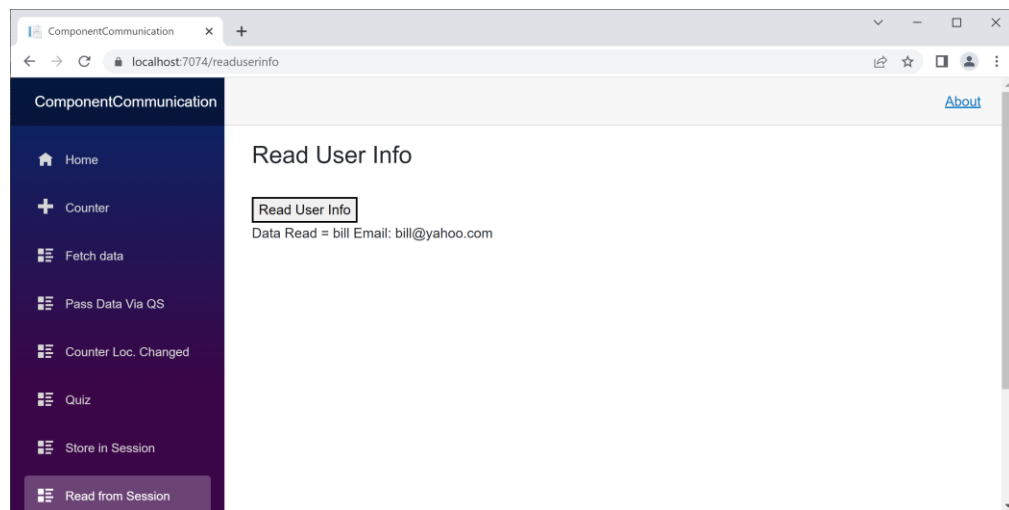 ComponentCommunication
localhost:7074/readuserinfo
ComponentCommunication
About
Home
Counter
Fetch data
Pass Data Via QS
Counter Loc. Changed
Quiz
Store in Session
Read from Session
Read User Info
Read User Info
Data Read = bill Email: bill@yahoo.com